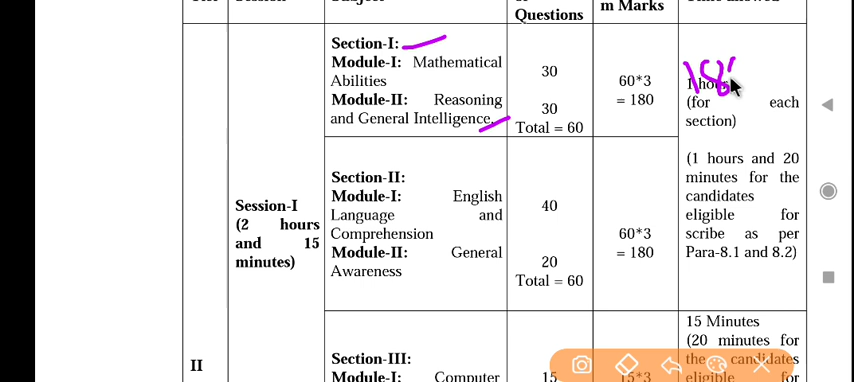 Questions
m Marks
Section-I:
Module-I: Mathematical
Abilities
Module-II: Reasoning
and General Intelligence.
30
30
Total = 60
60*3
= 180
18
1 hour
(for each
section)
(1 hours and 20
minutes for the
candidates
eligible for
scribe as per
Para-8.1 and 8.2)
Session-I
(2 hours
and 15
minutes)
Section-II:
Module-I: English
Language and
Comprehension
Module-II: General
Awareness
40
20
Total = 60
60*3
= 180
II
Section-III:
Module-I: Computer
15
15*3
15 Minutes
(20 minutes for
the candidates
eligible for